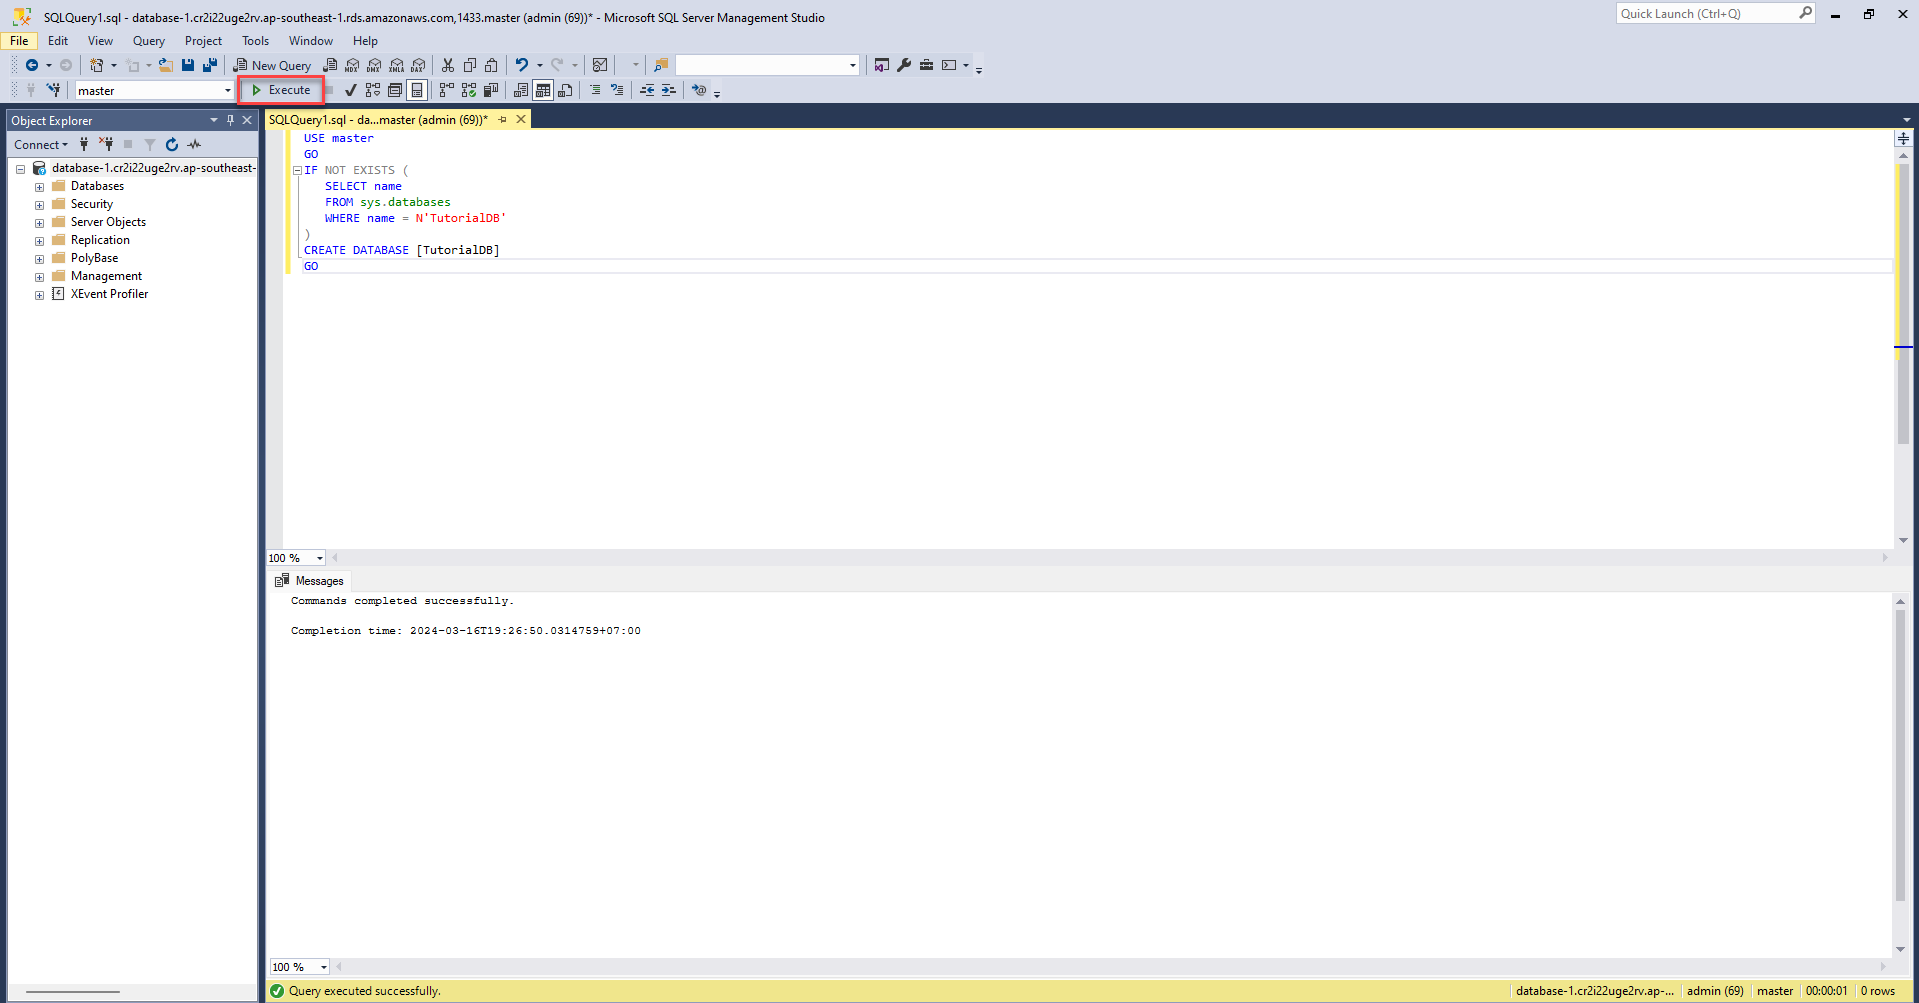 SQLQuery1.sql - database-1.cr2i22uge2rv.ap-southeast-1.rds.amazonaws.com,1433.master (admin (69))* - Microsoft SQL Server Management Studio
Quick Launch (Ctrl+Q)
File Edit View Query Project Tools Window Help
New Query MDX DMX XMLA DAX
master Execute
Object Explorer
Connect
database-1.cr2i22uge2rv.ap-southeast-
Databases
Security
Server Objects
Replication
PolyBase
Management
XEvent Profiler
SQLQuery1.sql - da...master (admin (69))*
USE master
GO
IF NOT EXISTS (
SELECT name
FROM sys.databases
WHERE name = N'TutorialDB'
)
CREATE DATABASE [TutorialDB]
GO
100 %
Messages
Commands completed successfully.
Completion time: 2024-03-16T19:26:50.0314759+07:00
100 %
Query executed successfully.
database-1.cr2i22uge2rv.ap-... admin (69) master 00:00:01 0 rows